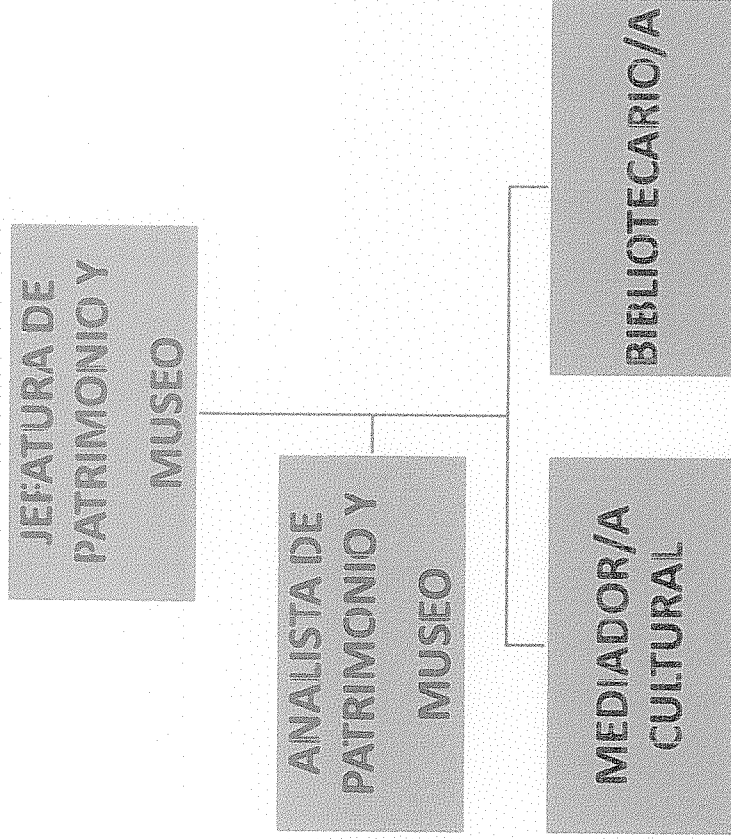 JEFATURA DE
PATRIMONIO Y
MUSEO
ANALISTA DE
PATRIMONIO Y
MUSEO
MEDIADOR/A
CULTURAL
BIBLIOTECARIO/A